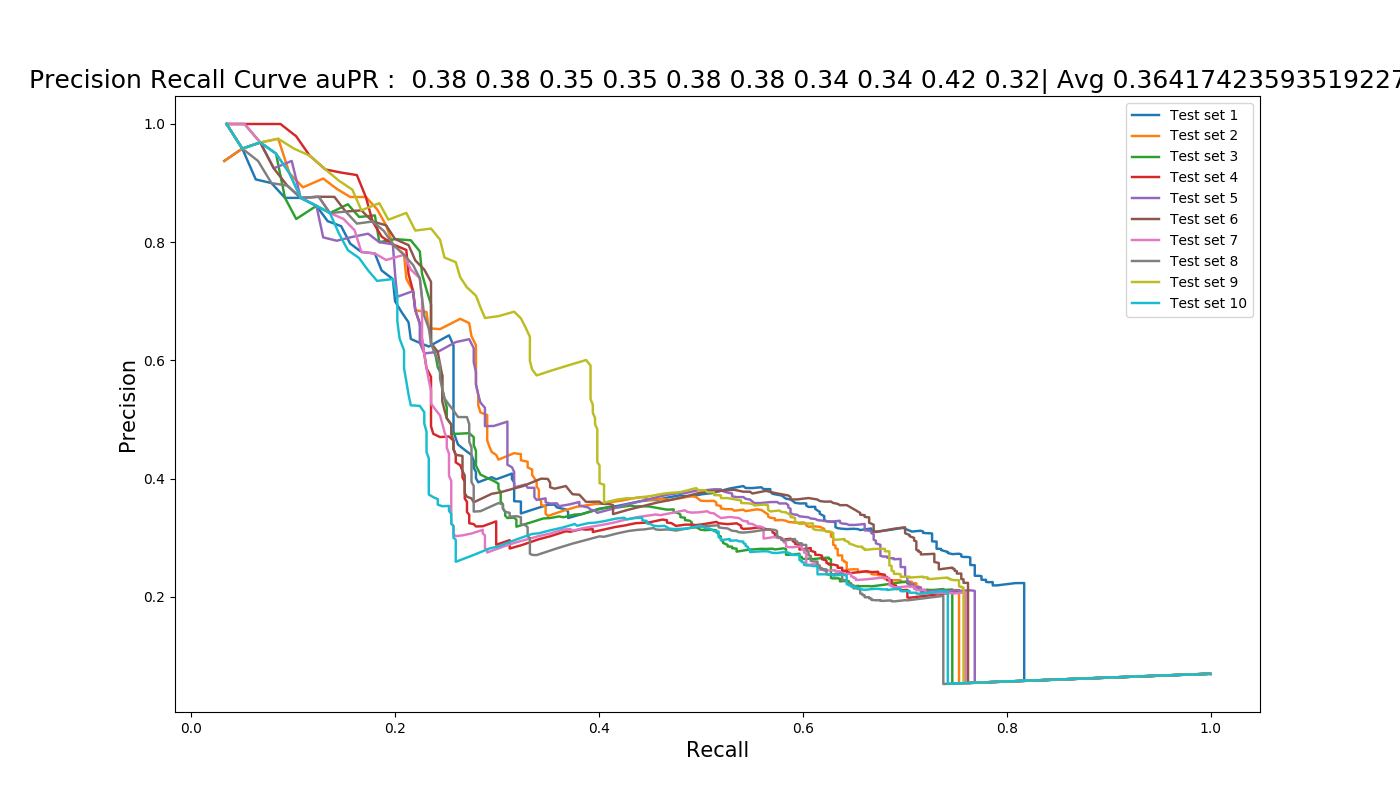 Precision Recall Curve auPR :  0.38 0.38 0.35 0.35 0.38 0.38 0.34 0.34 0.42 0.32| Avg 0.36417423593519227
1.0
0.8
0.6
0.4
0.2
Precision
Test set 1
Test set 2
Test set 3
Test set 4
Test set 5
Test set 6
Test set 7
Test set 8
Test set 9
Test set 10
0.0 0.2 0.4 0.6 0.8 1.0
Recall